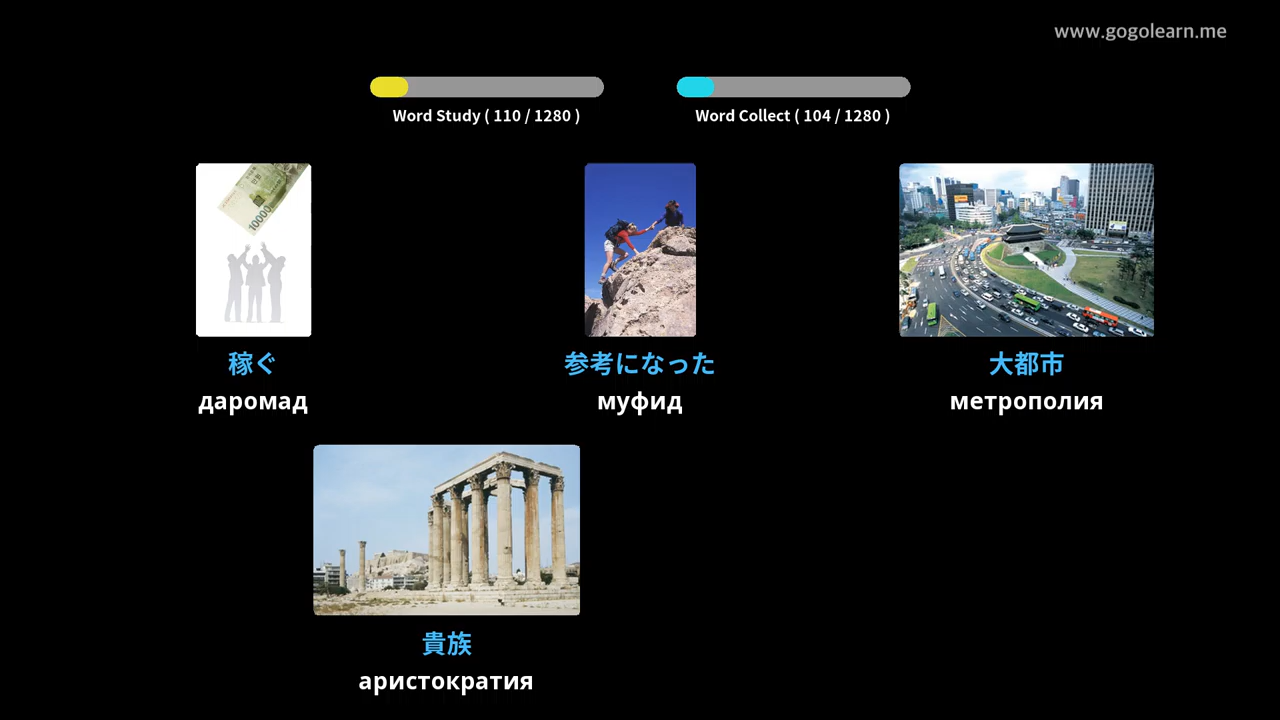 www.gogolearn.me
Word Study ( 110 / 1280 )
Word Collect ( 104 / 1280 )
10000
稼ぐ
даромад
参考になった
муфид
大都市
метрополия
貴族
аристократия